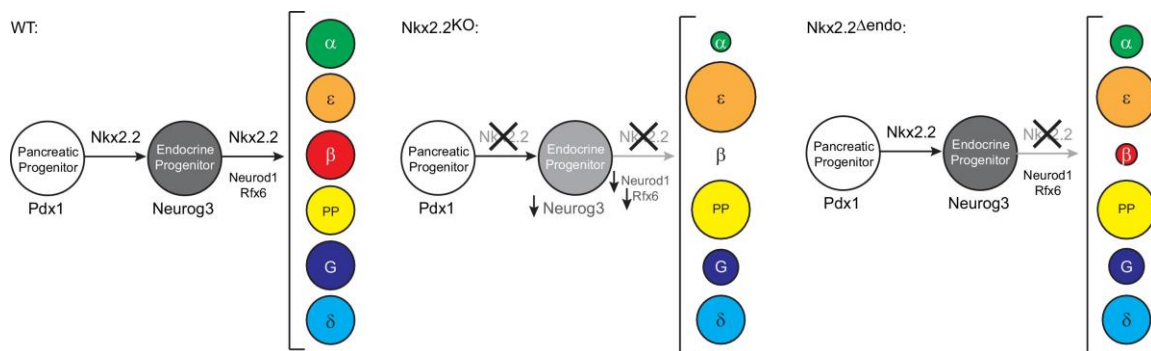 WT:
Pancreatic
Progenitor
Pdx1
Nkx2.2
Endocrine
Progenitor
Neurog3
Nkx2.2
Neurod1
Rfx6
α
ε
β
PP
G
δ
Nkx2.2KO:
Pancreatic
Progenitor
Pdx1
Nkx2.2
Endocrine
Progenitor
Neurog3
Nkx2.2
Neurod1
Rfx6
α
ε
β
PP
G
δ
Nkx2.2Δendo:
Pancreatic
Progenitor
Pdx1
Nkx2.2
Endocrine
Progenitor
Neurog3
Nkx2.2
Neurod1
Rfx6
α
ε
β
PP
G
δ